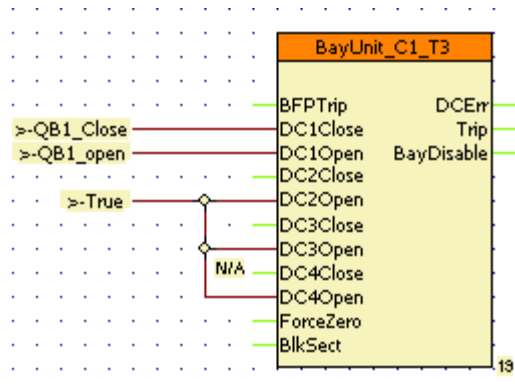 BayUnit_C1_T3
BFPTrip DCErr
>-QB1_Close DC1Close Trip
>-QB1_open DC1Open BayDisable
DC2Close
>-True DC2Open
DC3Close
DC3Open
N/A DC4Close
DC4Open
ForceZero
BlkSect
19